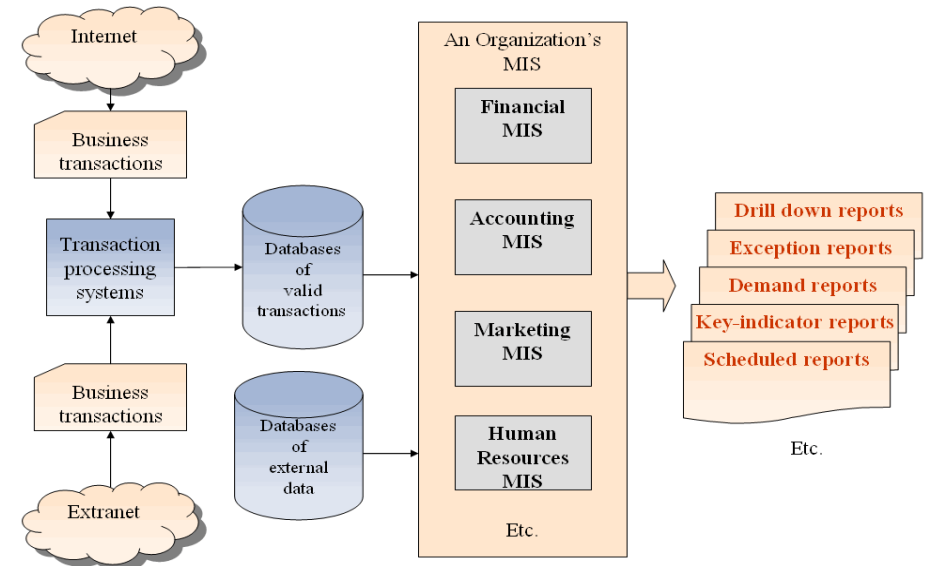 Internet
Business
transactions
Transaction
processing
systems
Business
transactions
Extranet
Databases
of
valid
transactions
Databases
of
external
data
An Organization's
MIS
Financial
MIS
Accounting
MIS
Marketing
MIS
Human
Resources
MIS
Etc.
Drill down reports
Exception reports
Demand reports
Key-indicator reports
Scheduled reports
Etc.